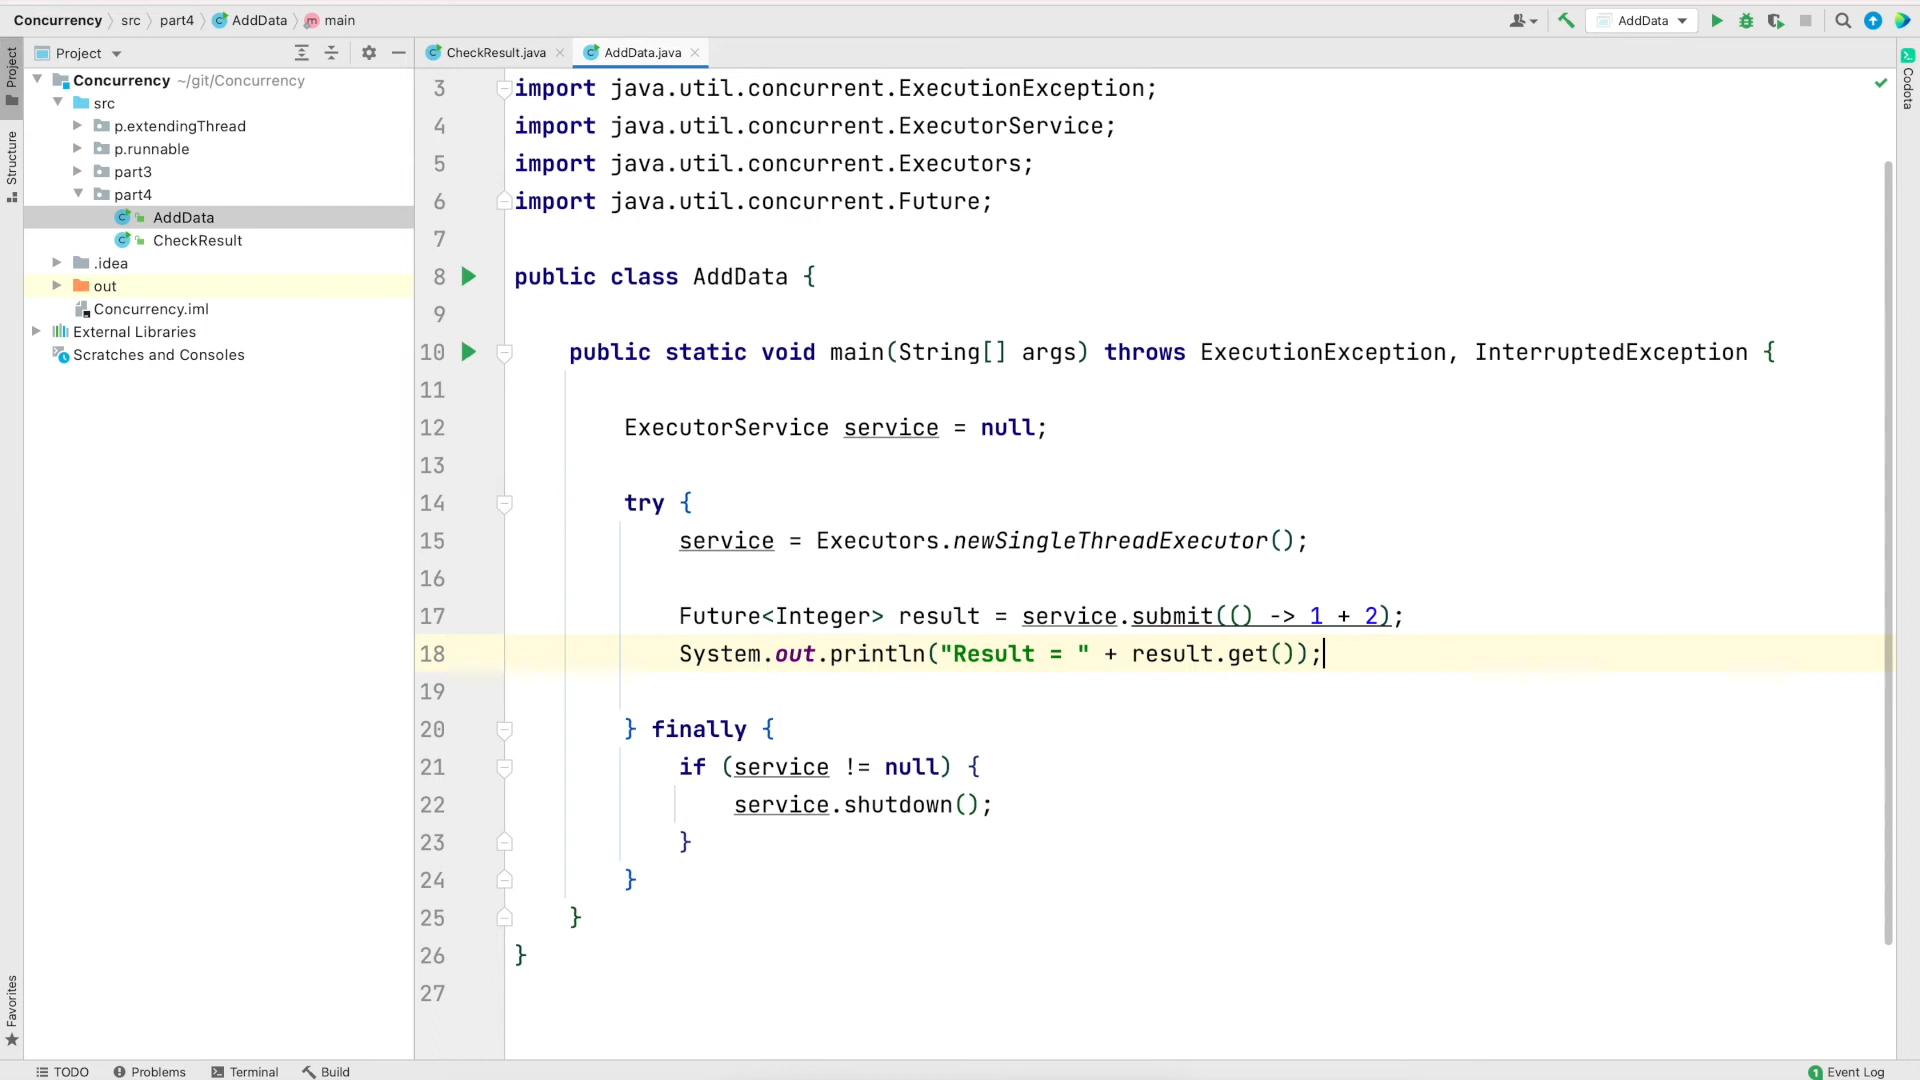 Concurrency src part4 AddData main
AddData
Project
CheckResult.java AddData.java
Project
Structure
Favorites
Codota
Concurrency ~/git/Concurrency
src
p.extendingThread
p.runnable
part3
part4
AddData
CheckResult
.idea
out
Concurrency.iml
External Libraries
Scratches and Consoles
3 import java.util.concurrent.ExecutionException;
4 import java.util.concurrent.ExecutorService;
5 import java.util.concurrent.Executors;
6 import java.util.concurrent.Future;
7
8 public class AddData {
9
10 public static void main(String[] args) throws ExecutionException, InterruptedException {
11
12 ExecutorService service = null;
13
14 try {
15 service = Executors.newSingleThreadExecutor();
16
17 Future<Integer> result = service.submit(() -> 1 + 2);
18 System.out.println("Result = " + result.get());
19
20 } finally {
21 if (service != null) {
22 service.shutdown();
23 }
24 }
25 }
26 }
27
TODO Problems Terminal Build 1 Event Log